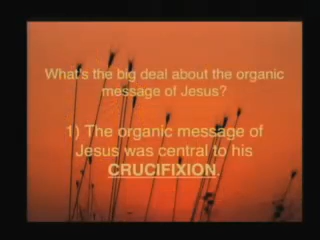 What's the big deal about the organic
message of Jesus?
1) The organic message of
Jesus was central to his
CRUCIFIXION.